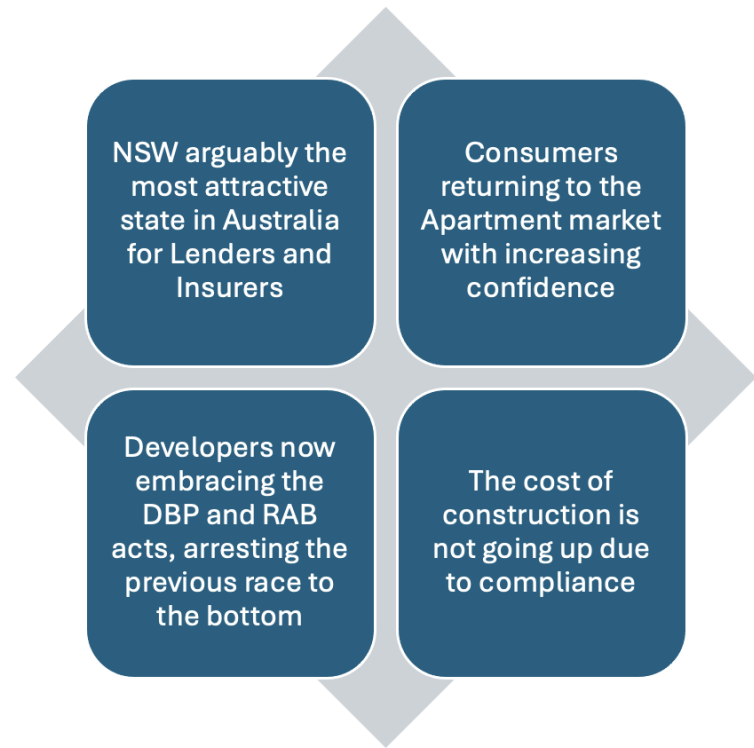 NSW arguably the
most attractive
state in Australia
for Lenders and
Insurers
Consumers
returning to the
Apartment market
with increasing
confidence
Developers now
embracing the
DBP and RAB
acts, arresting the
previous race to
the bottom
The cost of
construction is
not going up due
to compliance